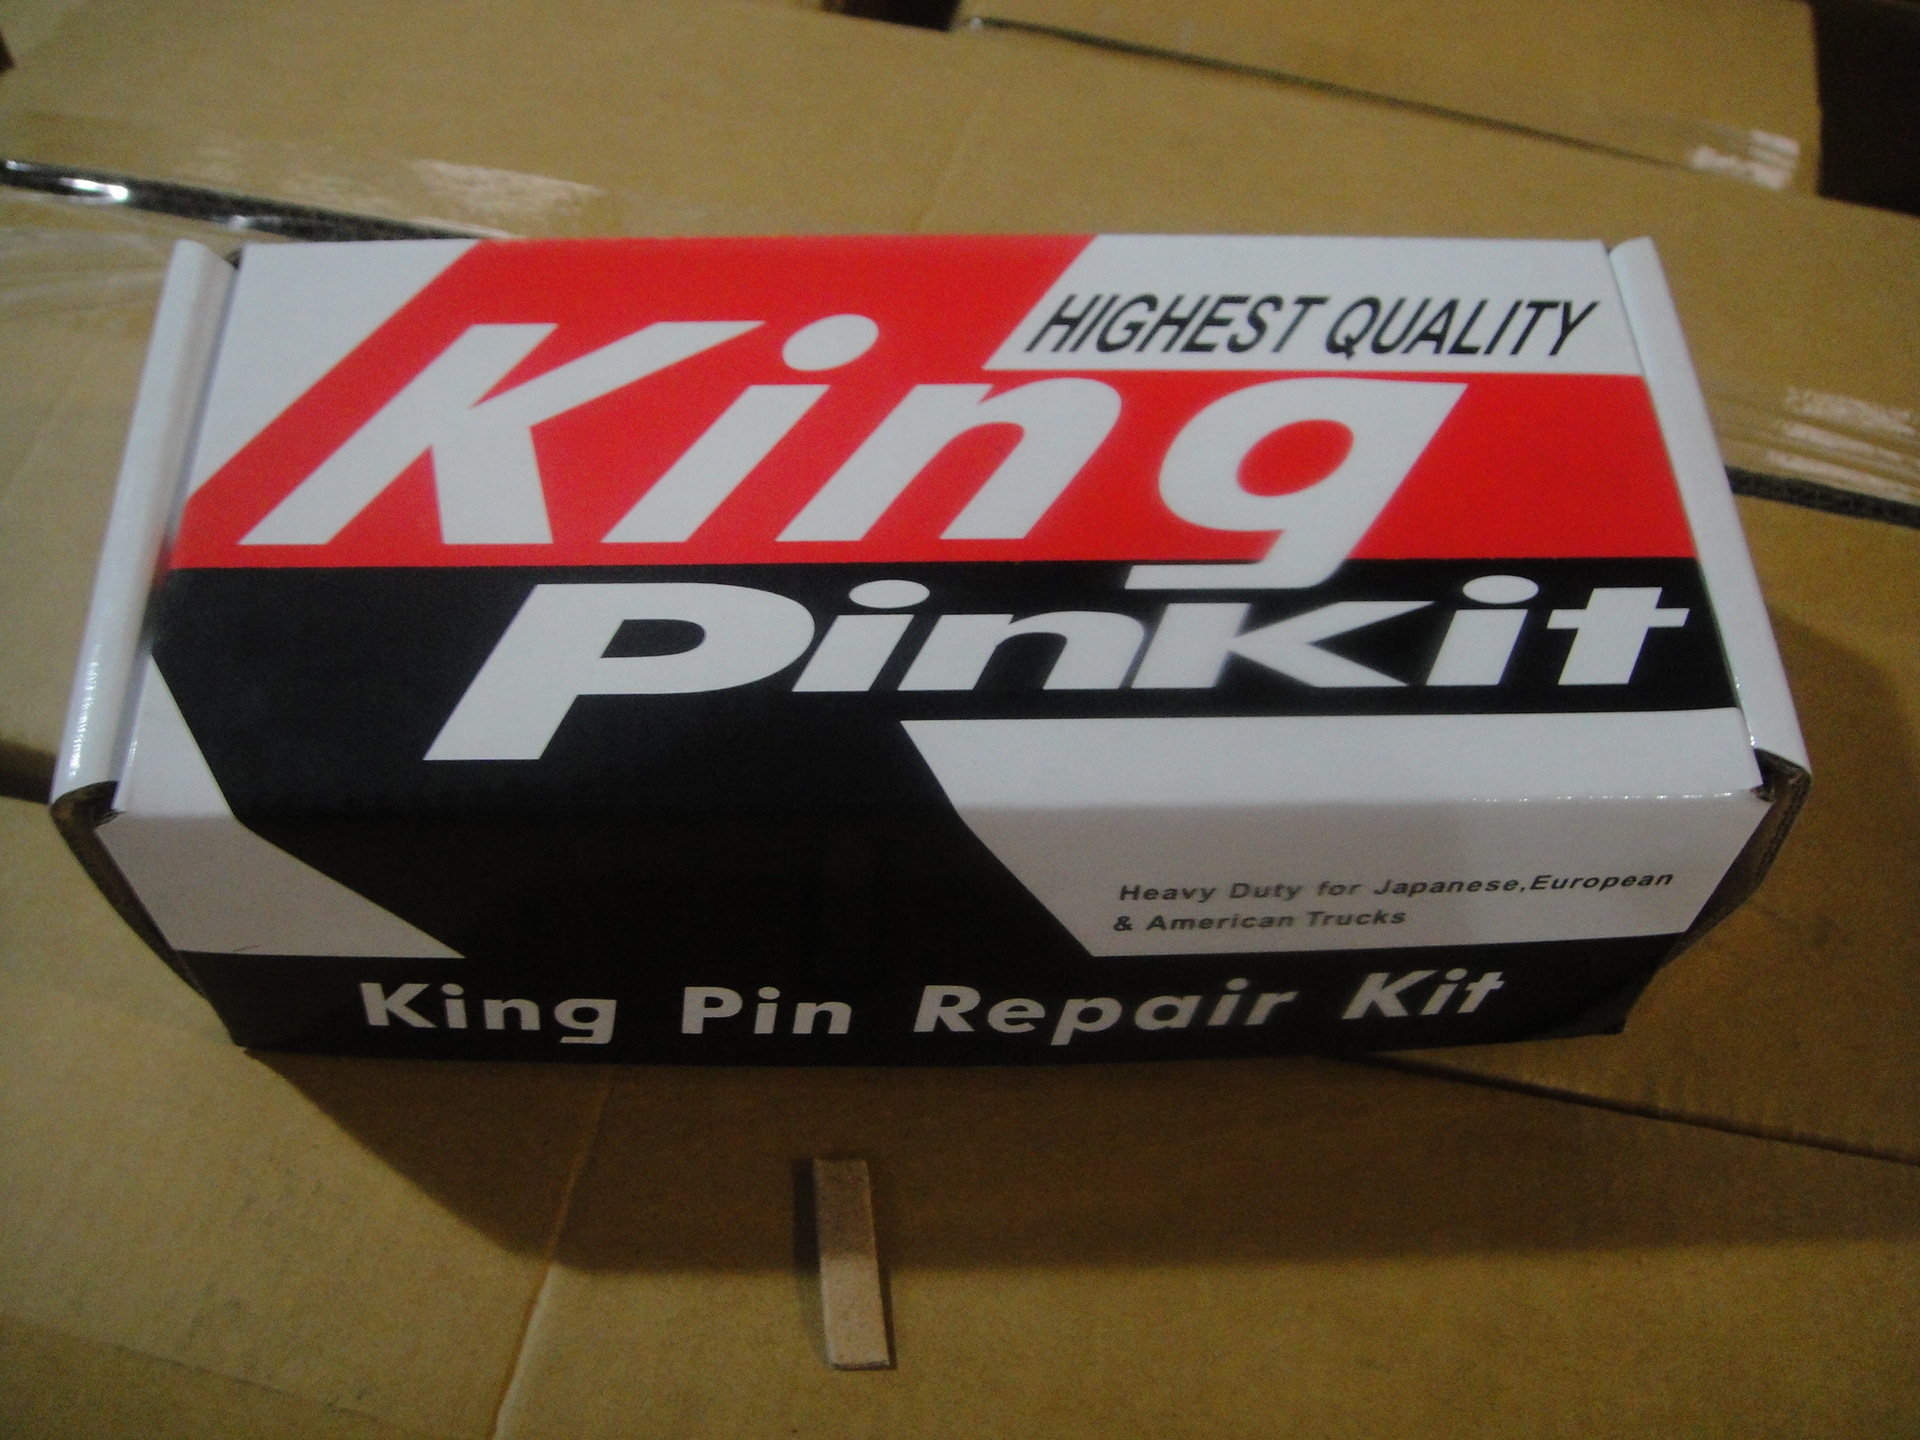 HIGHEST QUALITY
King
PinKit
Heavy Duty for Japanese,European
& American Trucks
King Pin Repair Kit